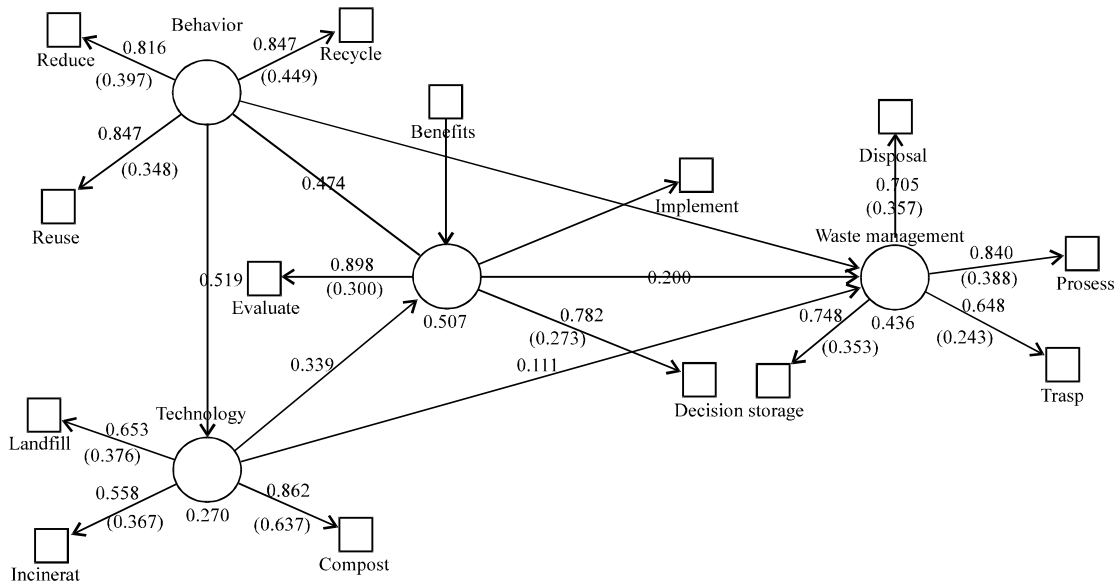 Behavior
0.816
0.847
Reduce
Recycle
(0.397)
(0.449)
Benefits
0.847
(0.348)
Disposal
0.474
0.705
(0.357)
Implement
Reuse
Waste management
0.840
(0.388)
Prosess
0.519
0.898
(0.300)
0.200
Evaluate
0.507
0.782
(0.273)
0.748
0.436
0.648
(0.243)
(0.353)
0.339
0.111
Trasp
Decision storage
Technology
Landfill
0.653
(0.376)
0.558
0.862
(0.367)
0.270
(0.637)
Incinerat
Compost